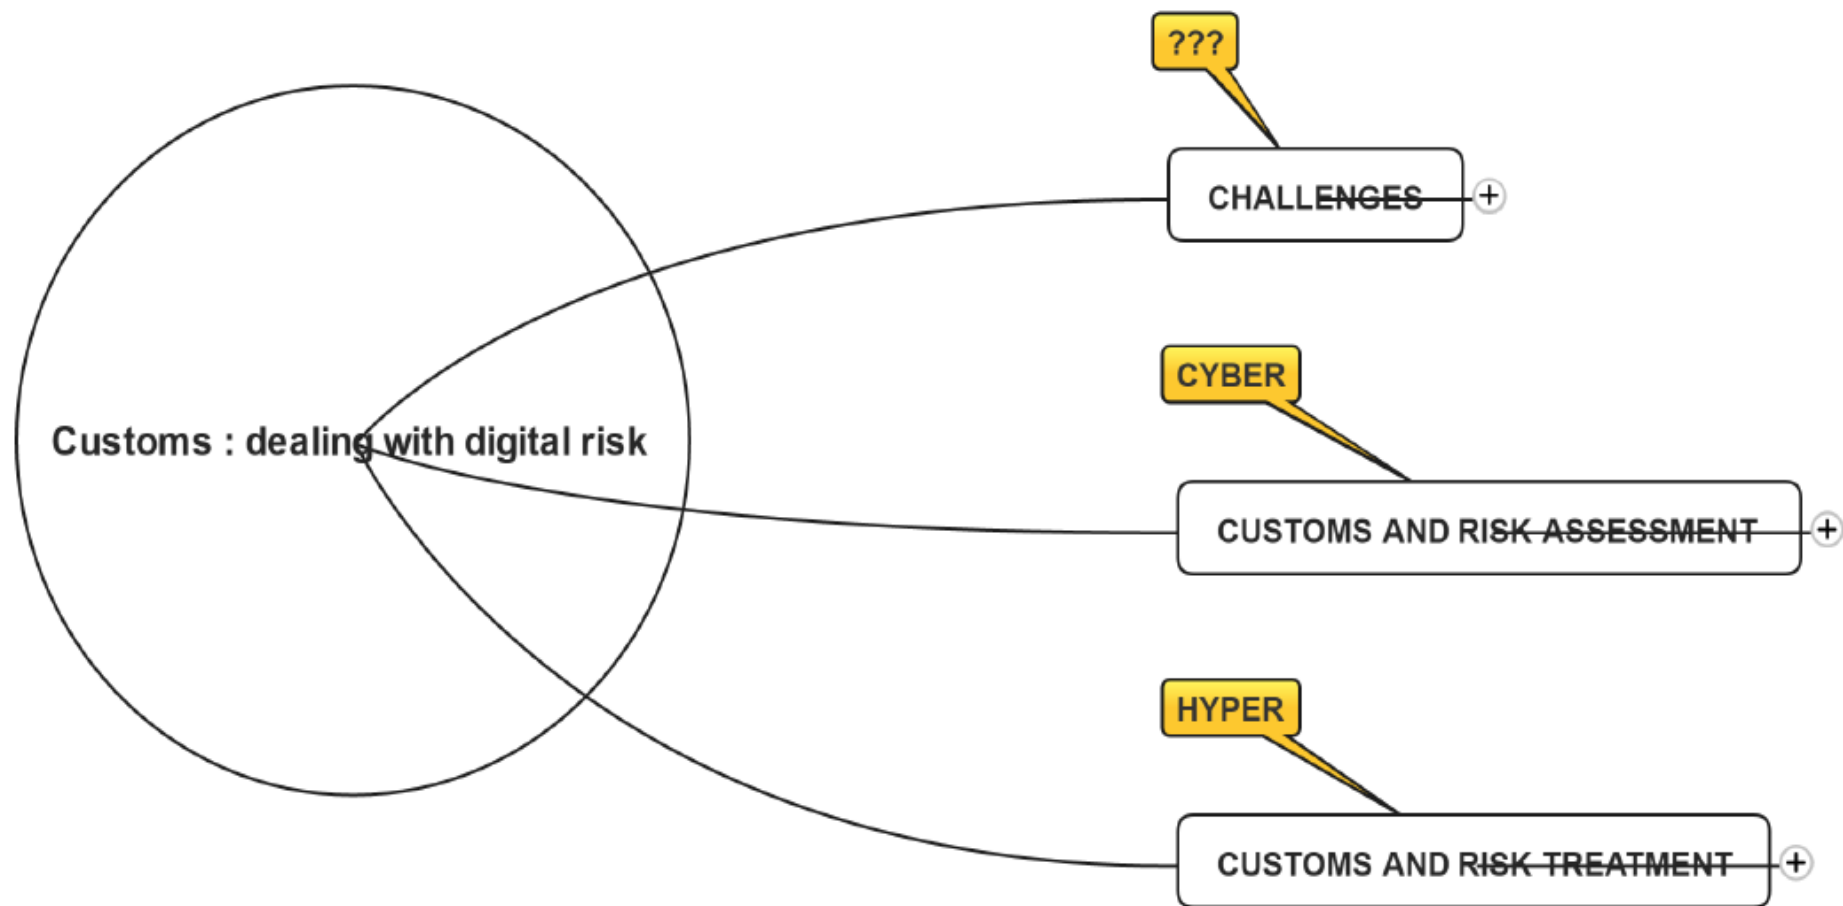 ???
CHALLENGES
CYBER
Customs : dealing with digital risk
CUSTOMS AND RISK ASSESSMENT
HYPER
CUSTOMS AND RISK TREATMENT